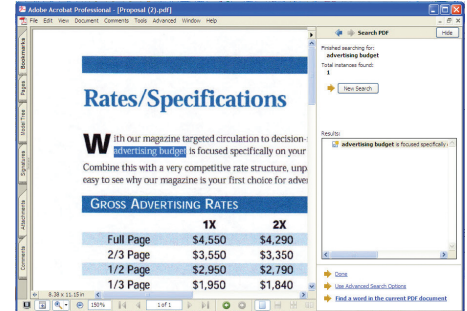 Adobe Acrobat Professional - [Proposal (2).pdf]
File Edit View Document Comments Tools Advanced Window Help
Bookmarks
Pages
Model Tree
Signatures
Attachments
Comments
Rates/Specifications
With our magazine targeted circulation to decision-
advertising budget is focused specifically on your
Combine this with a very competitive rate structure, unp
easy to see why our magazine is your first choice for adver
GROSS ADVERTISING RATES
1X 2X
Full Page $4,550 $4,290
2/3 Page $3,550 $3,350
1/2 Page $2,950 $2,790
1/3 Page $1,950 $1,840
8.38 x 11.15 in
150%
1 of 1
Search PDF
Hide
Finished searching for:
advertising budget
Total instances found:
1
New Search
Results:
advertising budget is focused specifically
Done
Use Advanced Search Options
Find a word in the current PDF document